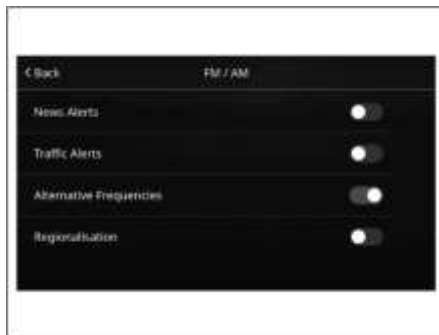 < Back
FM / AM
News Alerts
Traffic Alerts
Alternative Frequencies
Regionalisation